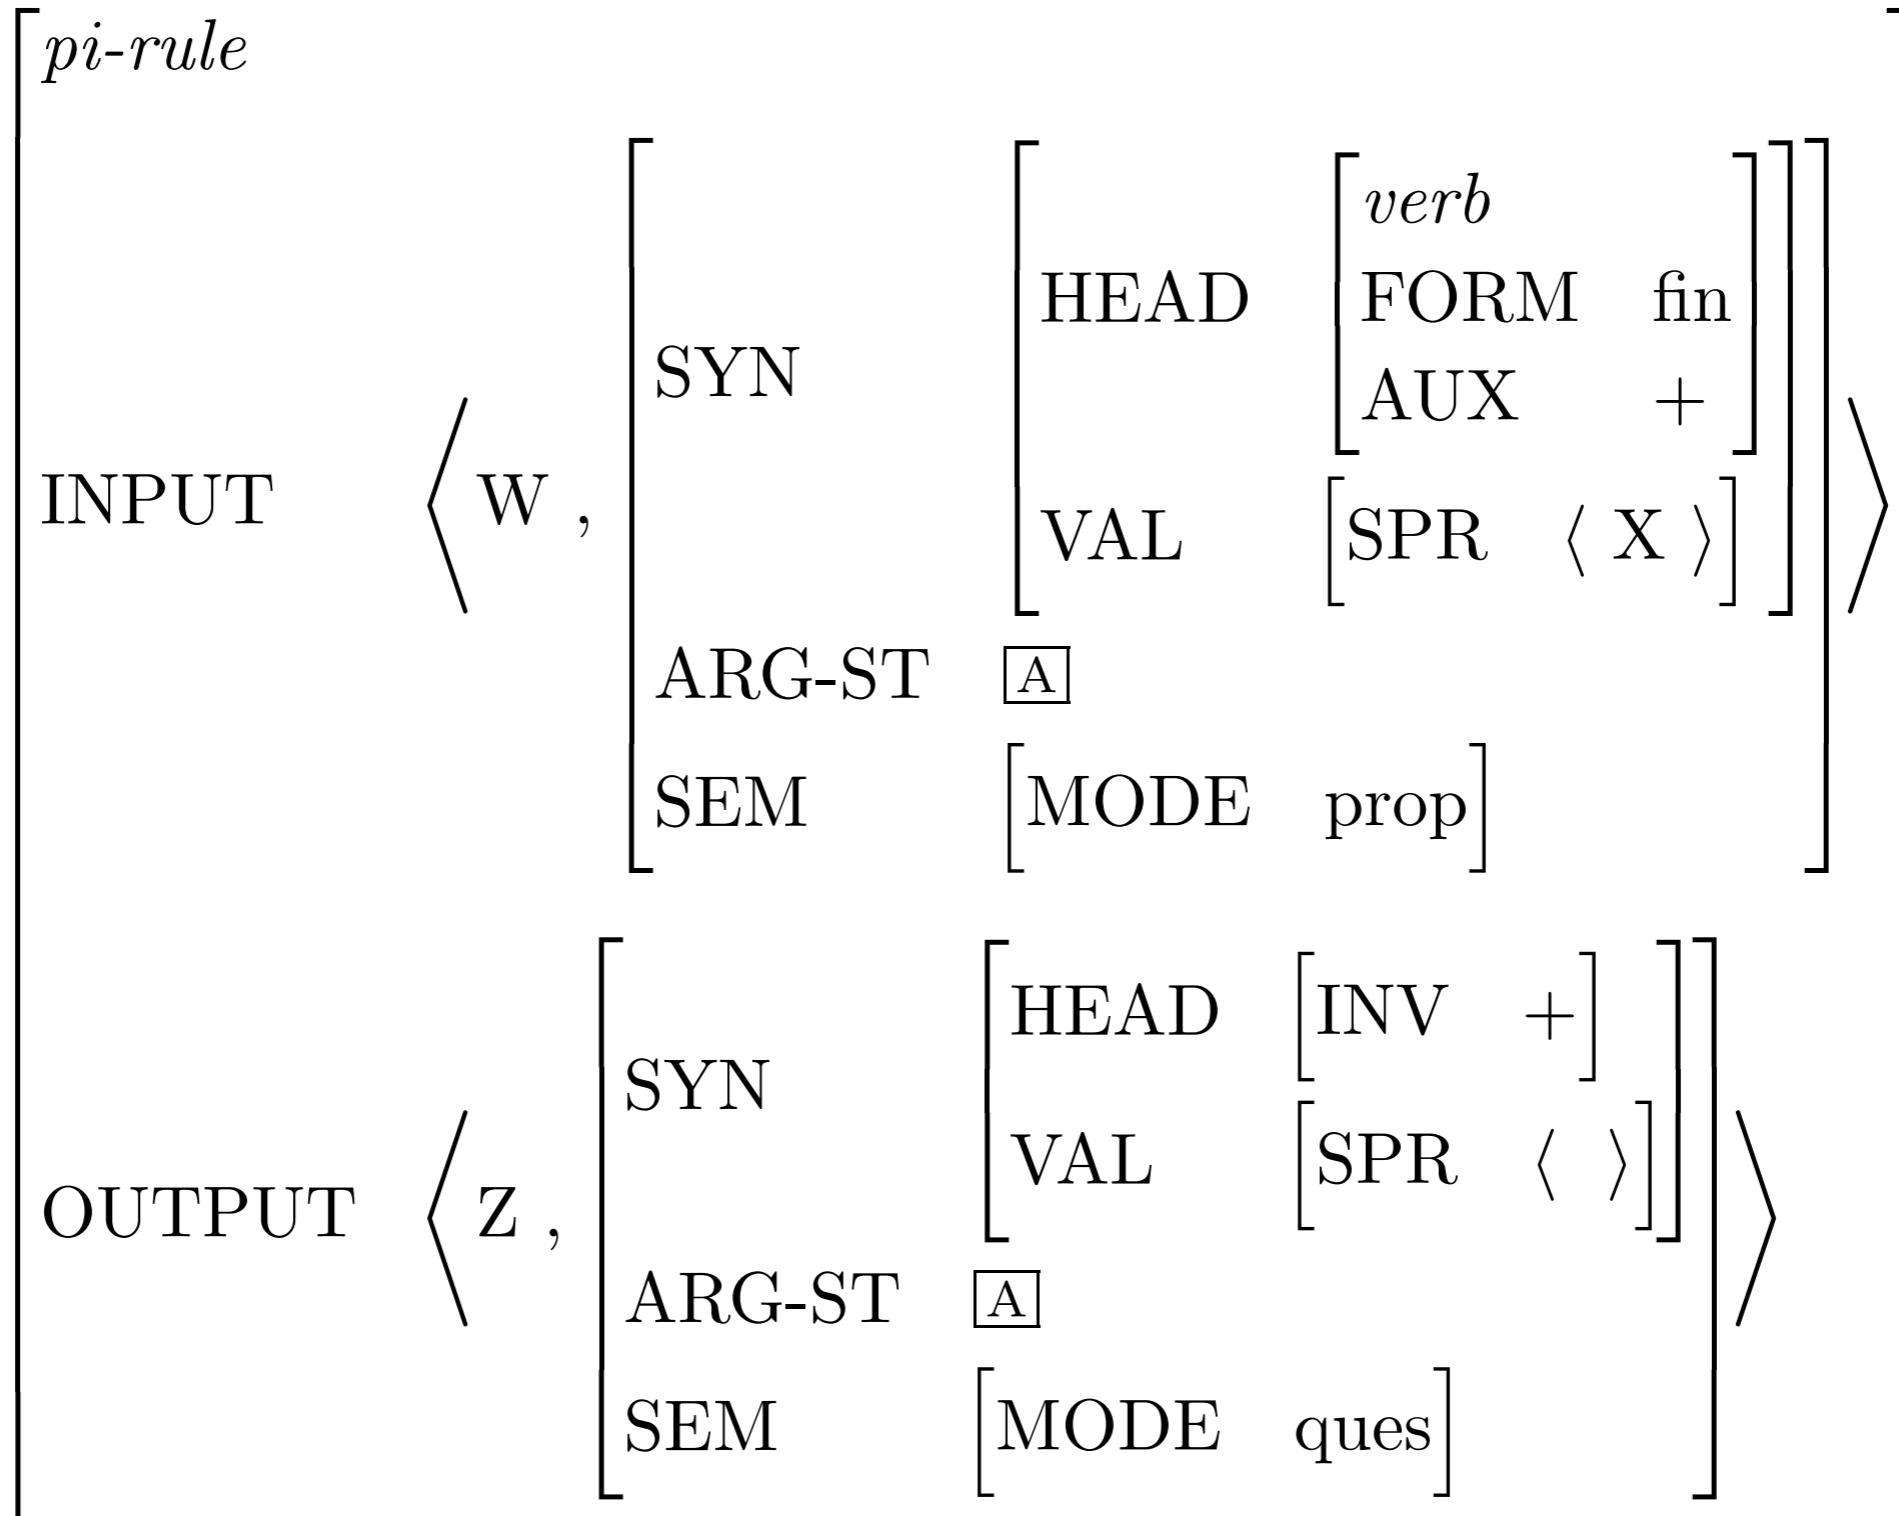 pi-rule
verb
HEAD FORM fin
SYN AUX +
INPUT ⟨ W , VAL [SPR ⟨ X ⟩] ⟩
ARG-ST A
SEM [MODE prop]
HEAD [INV +]
SYN
VAL [SPR ⟨ ⟩]
OUTPUT ⟨ Z , ⟩
ARG-ST A
SEM [MODE ques]